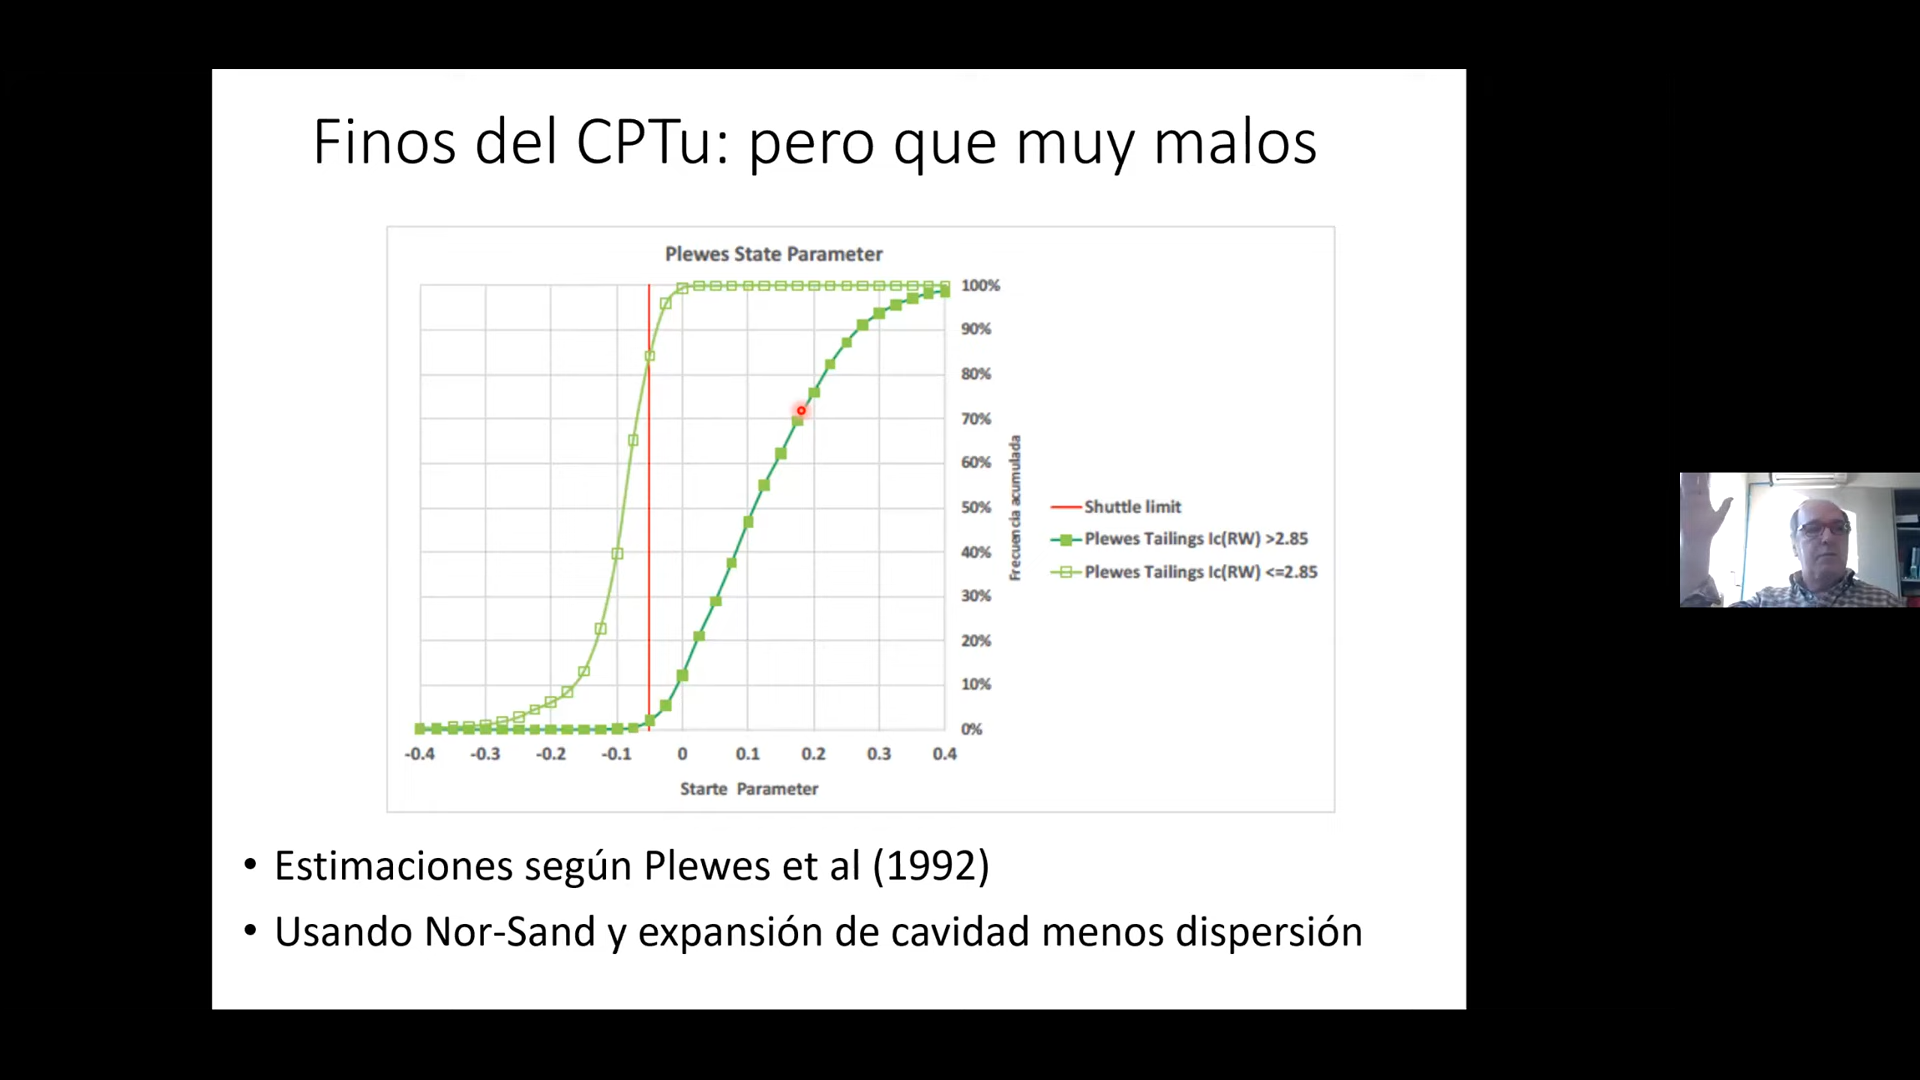 Finos del CPTu: pero que muy malos
Plewes State Parameter
100%
90%
80%
70%
60%
50%
40%
30%
20%
10%
0%
Frecuencia acumulada
-0.4 -0.3 -0.2 -0.1 0 0.1 0.2 0.3 0.4
Starte Parameter
Shuttle limit
Plewes Tailings Ic(RW) >2.85
Plewes Tailings Ic(RW) <=2.85
• Estimaciones según Plewes et al (1992)
• Usando Nor-Sand y expansión de cavidad menos dispersión